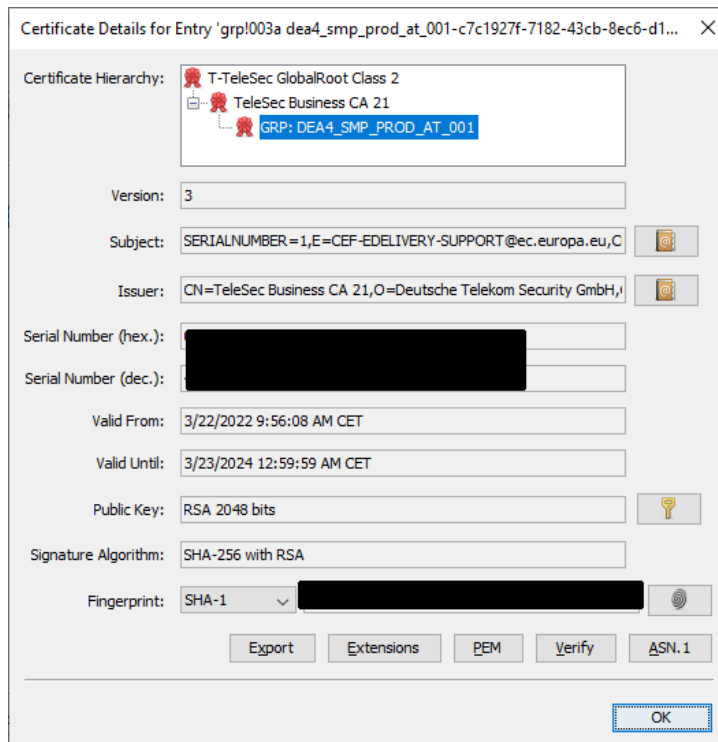 Certificate Details for Entry 'grp!003a dea4_smp_prod_at_001-c7c1927f-7182-43cb-8ec6-d1...
Certificate Hierarchy:
T-TeleSec GlobalRoot Class 2
TeleSec Business CA 21
GRP: DEA4_SMP_PROD_AT_001
Version: 3
Subject: SERIALNUMBER=1,E=CEF-EDELIVERY-SUPPORT@ec.europa.eu,C
Issuer: CN=TeleSec Business CA 21,O=Deutsche Telekom Security GmbH,
Serial Number (hex.):
Serial Number (dec.):
Valid From: 3/22/2022 9:56:08 AM CET
Valid Until: 3/23/2024 12:59:59 AM CET
Public Key: RSA 2048 bits
Signature Algorithm: SHA-256 with RSA
Fingerprint: SHA-1
Export Extensions PEM Verify ASN.1
OK